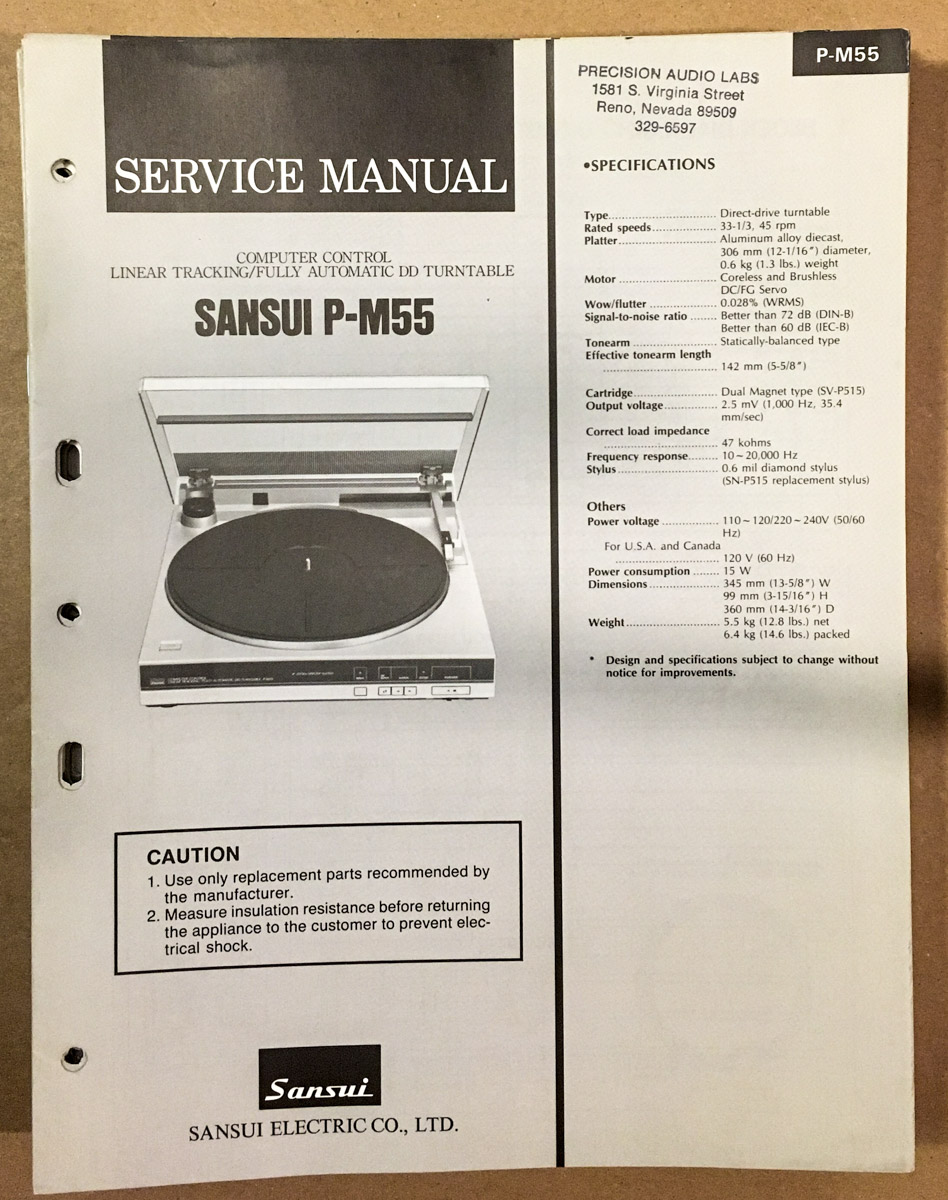 SERVICE MANUAL
COMPUTER CONTROL
LINEAR TRACKING/FULLY AUTOMATIC DD TURNTABLE
SANSUI P-M55
CAUTION
1. Use only replacement parts recommended by
the manufacturer.
2. Measure insulation resistance before returning
the appliance to the customer to prevent elec-
trical shock.
Sansui
SANSUI ELECTRIC CO., LTD.
P-M55
PRECISION AUDIO LABS
1581 S. Virginia Street
Reno, Nevada 89509
329-6597
•SPECIFICATIONS
Type............................. Direct-drive turntable
Rated speeds................. 33-1/3, 45 rpm
Platter.......................... Aluminum alloy diecast,
306 mm (12-1/16″) diameter,
0.6 kg (1.3 lbs.) weight
Motor .......................... Coreless and Brushless
DC/FG Servo
Wow/flutter .................. 0.028% (WRMS)
Signal-to-noise ratio ....... Better than 72 dB (DIN-B)
Better than 60 dB (IEC-B)
Tonearm ...................... Statically-balanced type
Effective tonearm length
.............................. 142 mm (5-5/8″)
Cartridge...................... Dual Magnet type (SV-P515)
Output voltage.............. 2.5 mV (1,000 Hz, 35.4
mm/sec)
Correct load impedance
.............................. 47 kohms
Frequency response........ 10~20,000 Hz
Stylus.......................... 0.6 mil diamond stylus
(SN-P515 replacement stylus)
Others
Power voltage ............... 110~120/220~240V (50/60
Hz)
For U.S.A. and Canada
........................... 120 V (60 Hz)
Power consumption ....... 15 W
Dimensions .................. 345 mm (13-5/8″) W
99 mm (3-15/16″) H
360 mm (14-3/16″) D
Weight......................... 5.5 kg (12.8 lbs.) net
6.4 kg (14.6 lbs.) packed
* Design and specifications subject to change without
notice for improvements.